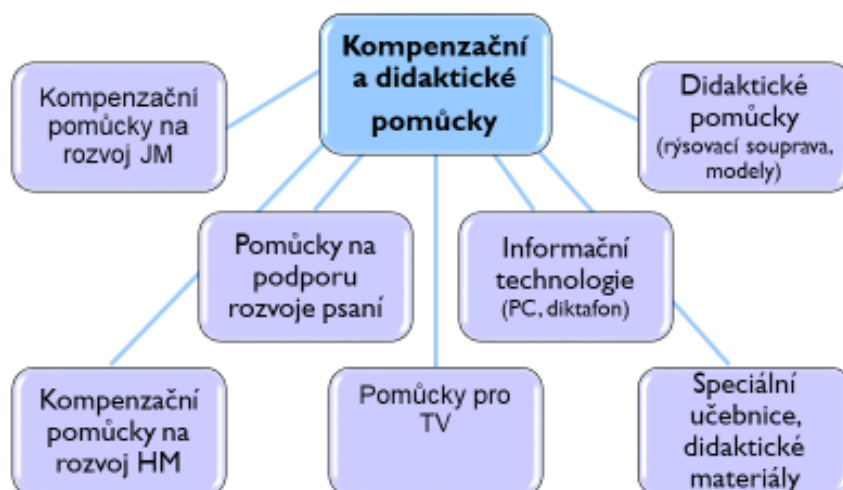 Kompenzační
a didaktické
pomůcky
Kompenzační
pomůcky na
rozvoj JM
Didaktické
pomůcky
(rýsovací souprava,
modely)
Pomůcky na
podporu
rozvoje psaní
Informační
technologie
(PC, diktafon)
Kompenzační
pomůcky na
rozvoj HM
Pomůcky pro
TV
Speciální
učebnice,
didaktické
materiály